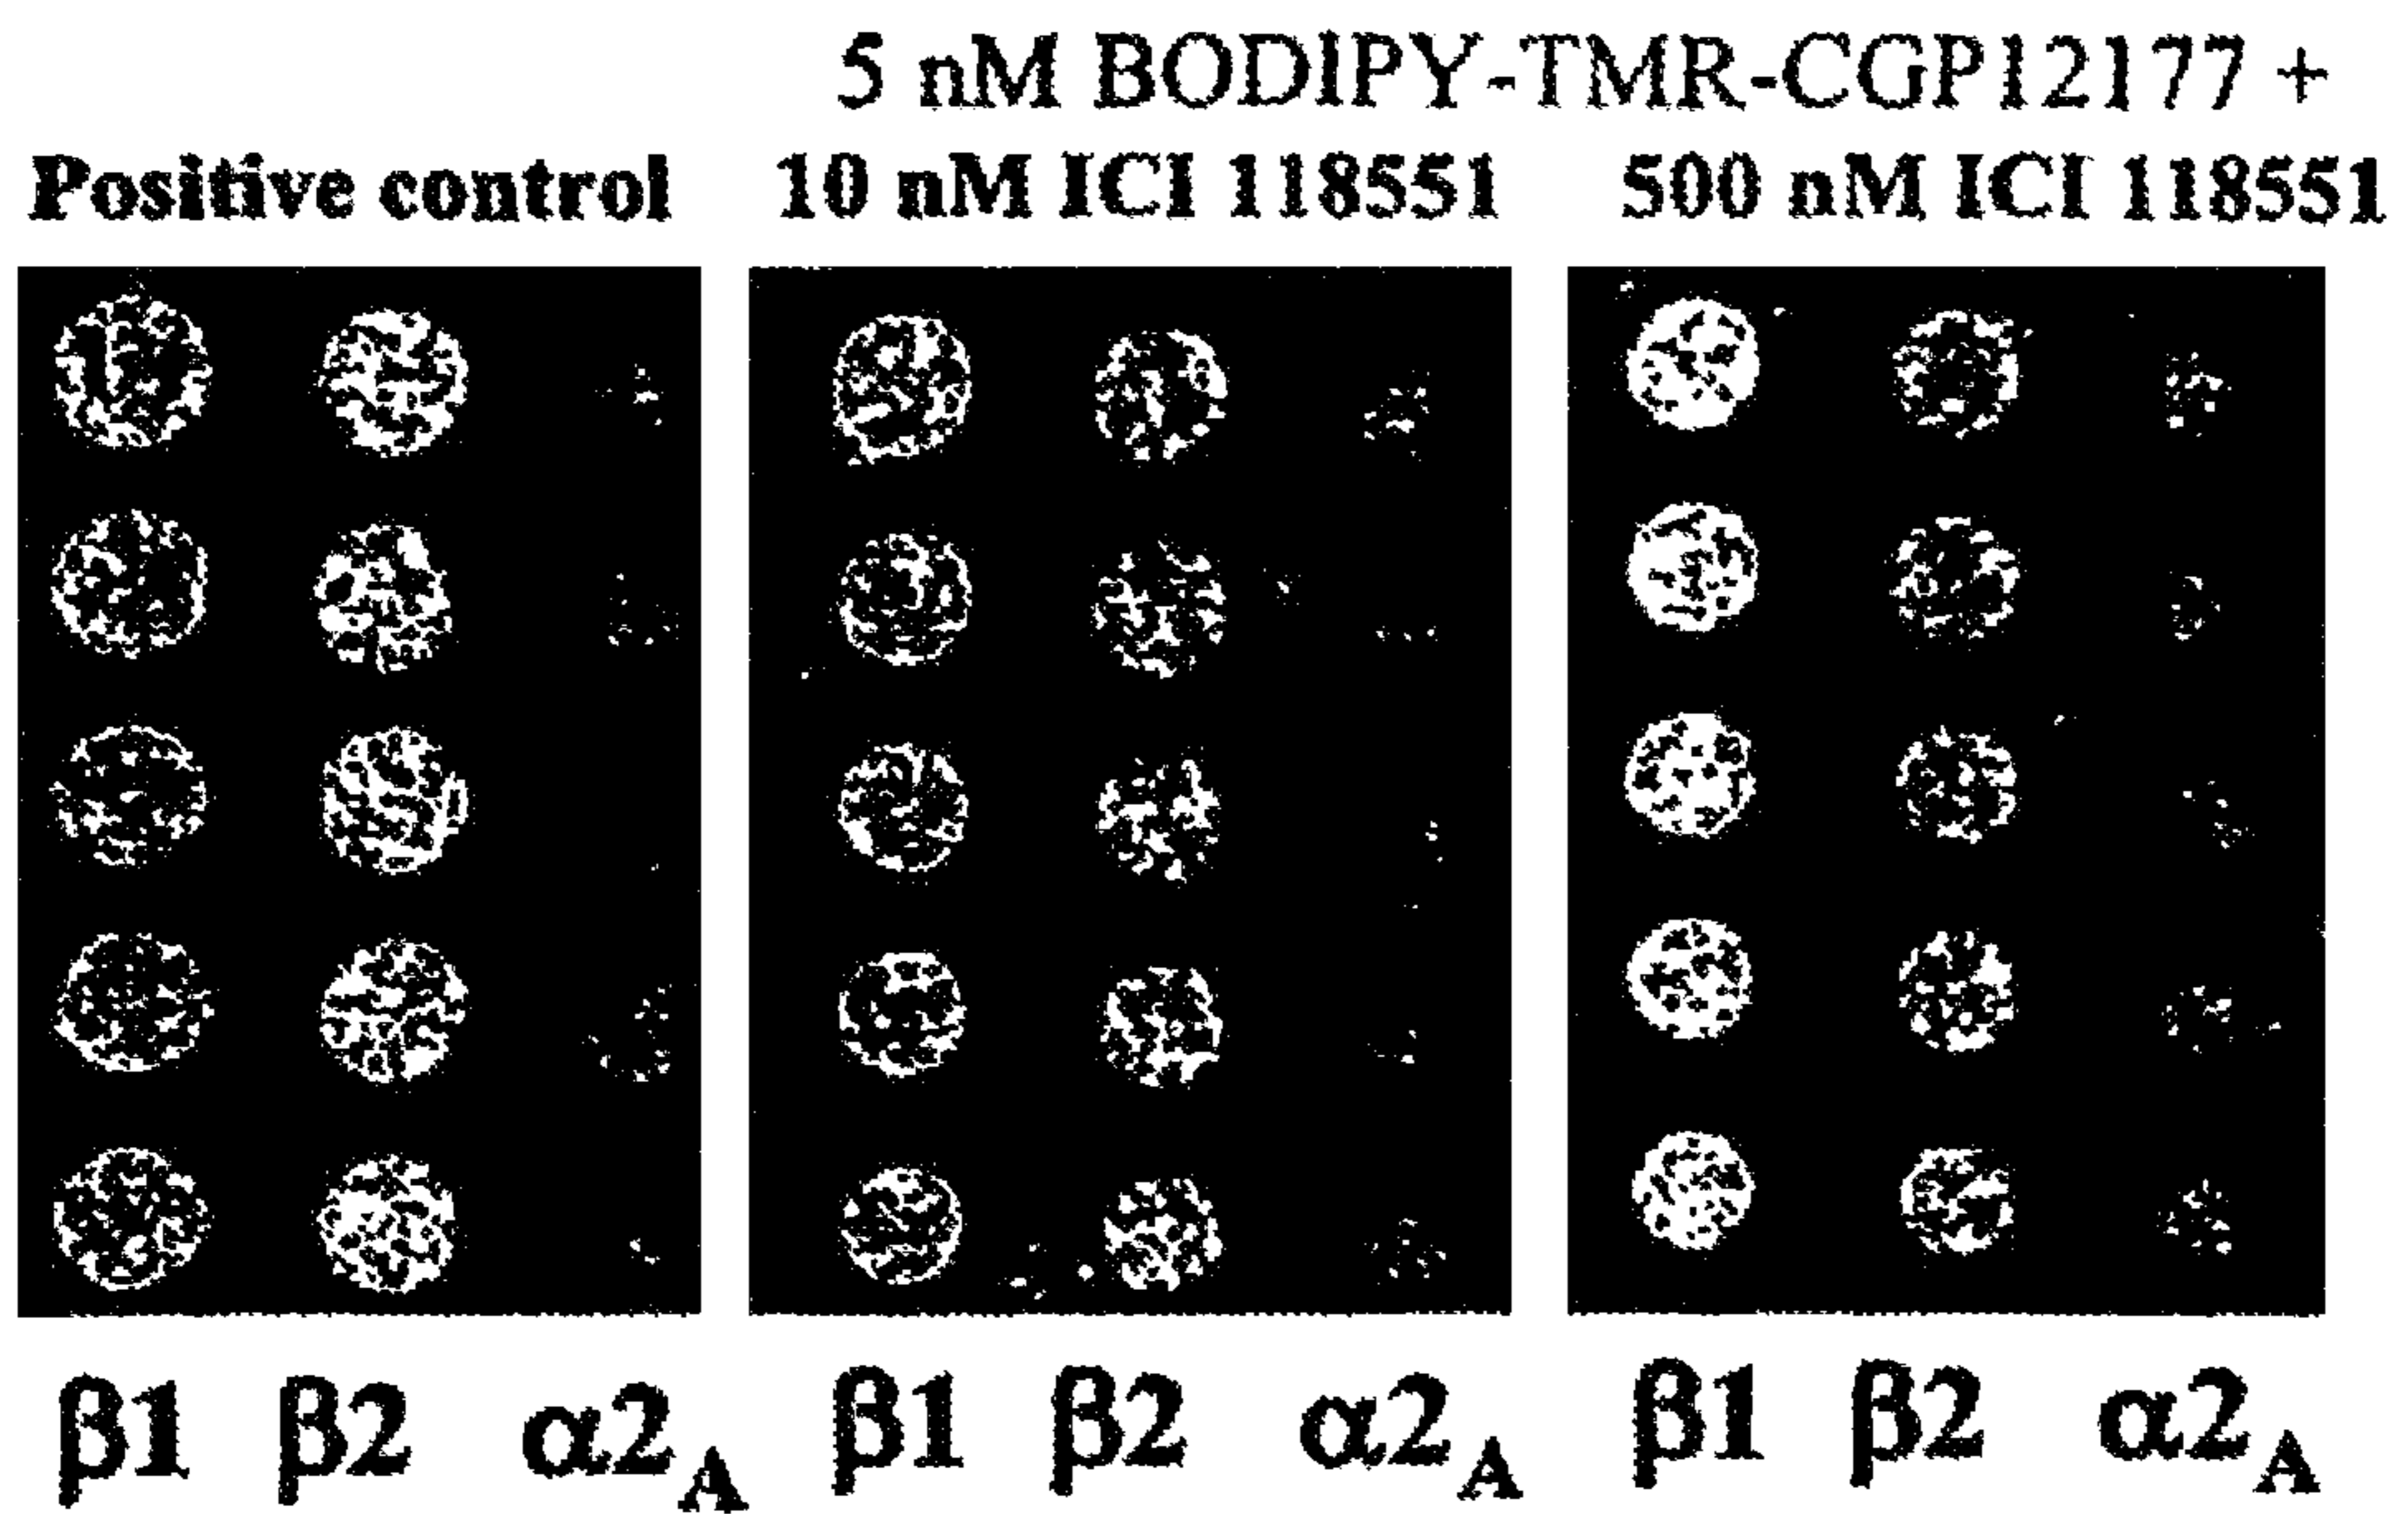 5 nM BODIPY-TMR-CGP12177 +
Positive control 10 nM ICI 118551 500 nM ICI 118551
β1 β2 α2A β1 β2 α2A β1 β2 α2A